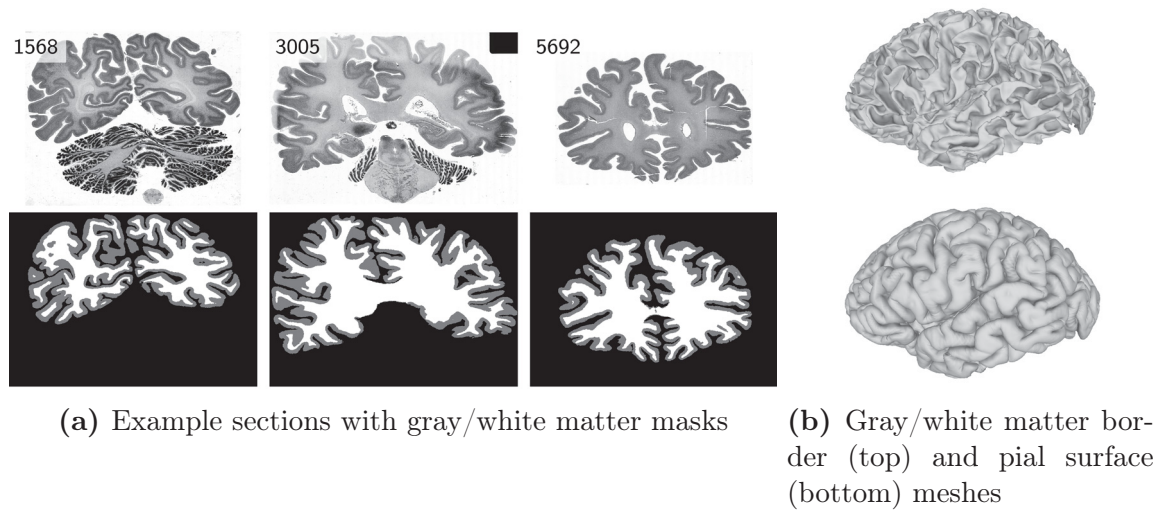 1568
3005
5692
(a) Example sections with gray/white matter masks
(b) Gray/white matter bor-
der (top) and pial surface
(bottom) meshes